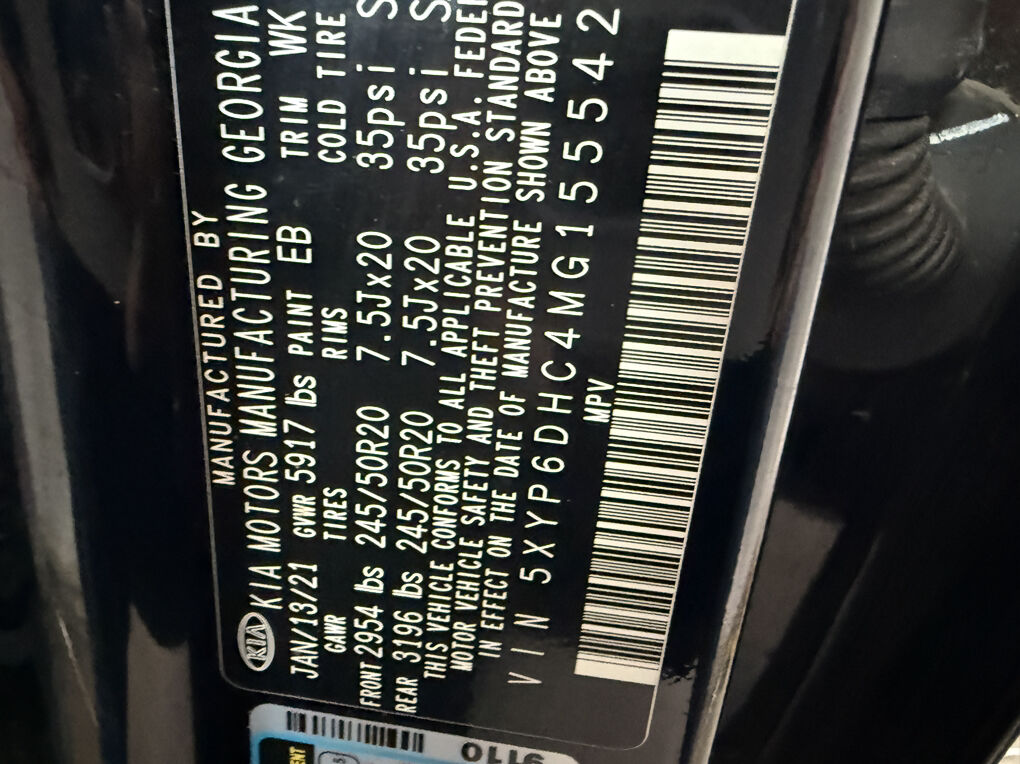 MANUFACTURED BY
KIA KIA MOTORS MANUFACTURING GEORGIA
JAN/13/21 GVWR 5917 lbs PAINT EB TRIM WK
GAWR TIRES RIMS COLD TIRE
FRONT 2954 lbs 245/50R20 7.5Jx20 35psi S
REAR 3196 lbs 245/50R20 7.5Jx20 35psi S
THIS VEHICLE CONFORMS TO ALL APPLICABLE U.S.A. FEDE
MOTOR VEHICLE SAFETY AND THEFT PREVENTION STANDARD
IN EFFECT ON THE DATE OF MANUFACTURE SHOWN ABOVE
VIN 5XYP6DHC4MG155542
MPV
9110